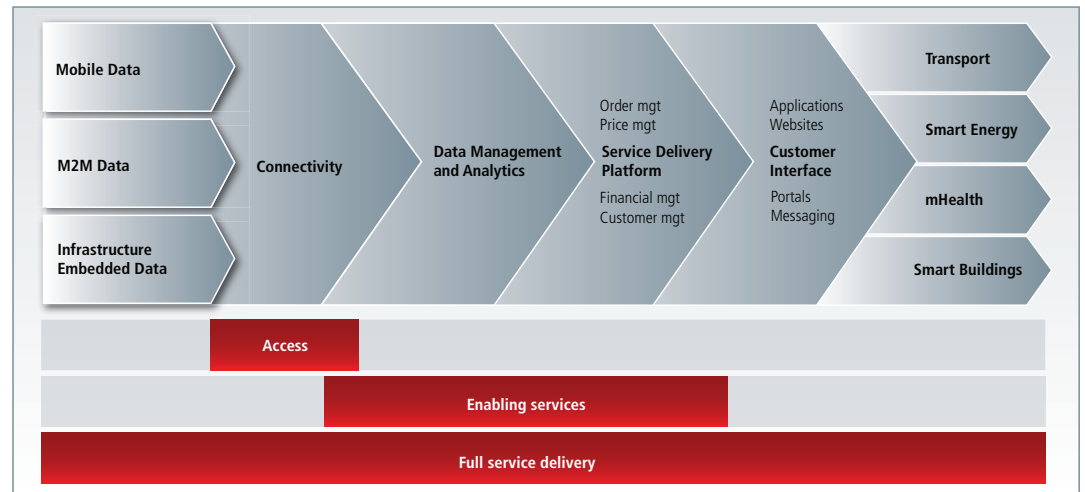 Mobile Data
M2M Data
Infrastructure
Embedded Data
Connectivity
Data Management
and Analytics
Order mgt
Price mgt
Service Delivery
Platform
Financial mgt
Customer mgt
Applications
Websites
Customer
Interface
Portals
Messaging
Transport
Smart Energy
mHealth
Smart Buildings
Access
Enabling services
Full service delivery